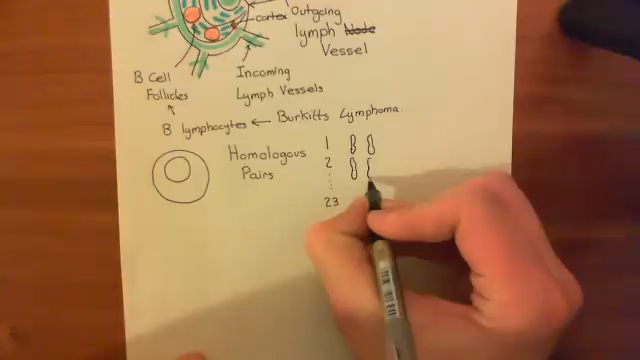 cortex
Outgoing
lymph Node
Vessel
B Cell
Follicles
Incoming
Lymph Vessels
B lymphocytes ← Burkitts Lymphoma.
Homologous
Pairs
1
2
23